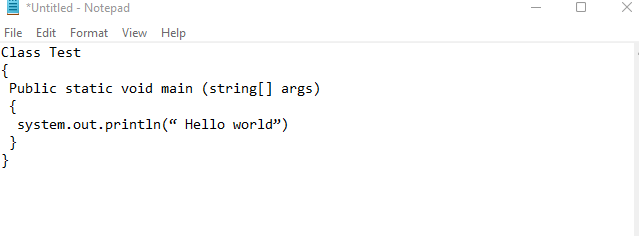 *Untitled - Notepad
File Edit Format View Help
Class Test
{
Public static void main (string[] args)
{
system.out.println(“ Hello world”)
}
}